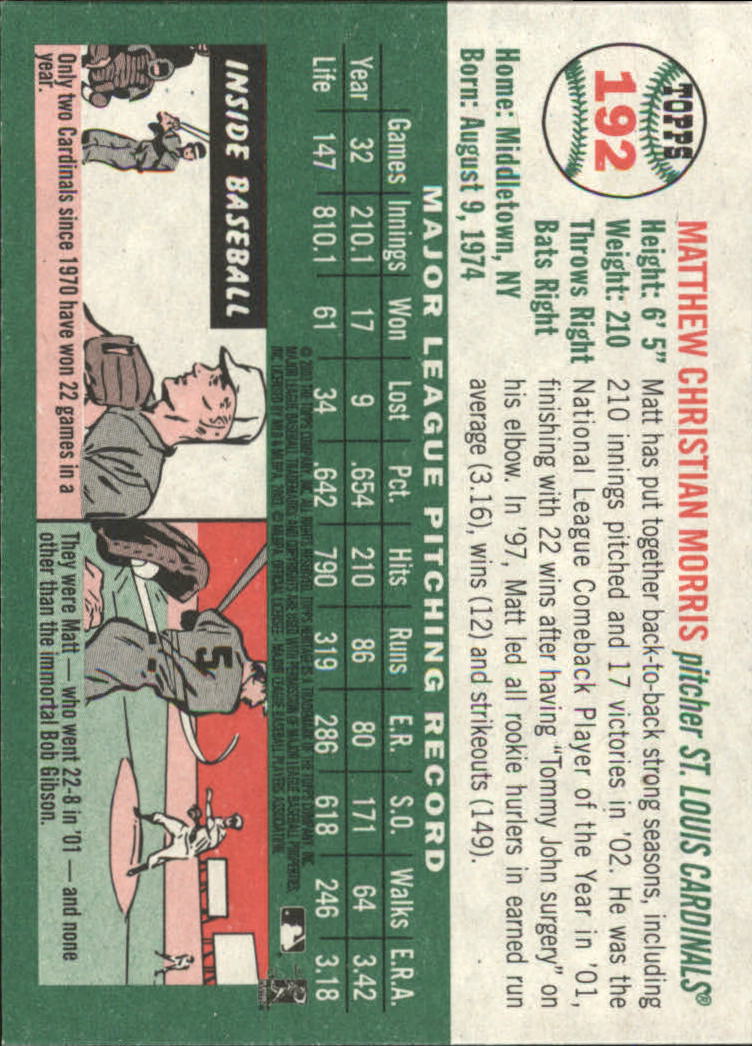 TOPPS
192
MATTHEW CHRISTIAN MORRIS pitcher ST. LOUIS CARDINALS®
Height: 6' 5"
Weight: 210
Throws Right
Bats Right
Home: Middletown, NY
Born: August 9, 1974
Matt has put together back-to-back strong seasons, including
210 innings pitched and 17 victories in '02. He was the
National League Comeback Player of the Year in '01,
finishing with 22 wins after having "Tommy John surgery" on
his elbow. In '97, Matt led all rookie hurlers in earned run
average (3.16), wins (12) and strikeouts (149).
MAJOR LEAGUE PITCHING RECORD
Games Innings Won Lost Pct. Hits Runs E.R. S.O. Walks E.R.A.
Year 32 210.1 17 9 .654 210 86 80 171 64 3.42
Life 147 810.1 61 34 .642 790 319 286 618 246 3.18
INSIDE BASEBALL
Only two Cardinals since 1970 have won 22 games in a
year.
5
They were Matt — who went 22-8 in '01 — and none
other than the immortal Bob Gibson.